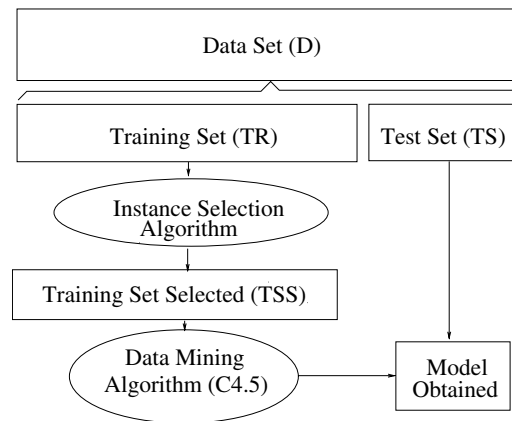 Data Set (D)
Training Set (TR)
Test Set (TS)
Instance Selection
Algorithm
Training Set Selected (TSS)
Data Mining
Algorithm (C4.5)
Model
Obtained